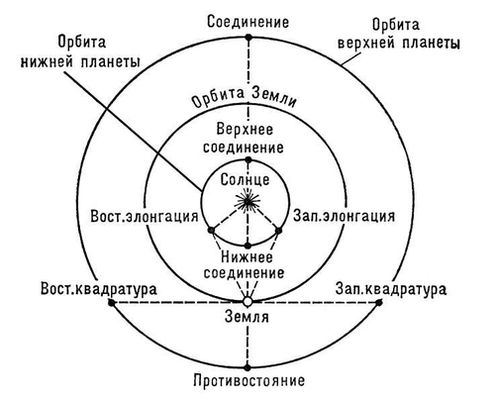 Соединение
Орбита
нижней планеты
Орбита
верхней планеты
Орбита Земли
Верхнее
соединение
Солнце
Вост.элонгация
Зап.элонгация
Нижнее
соединение
Вост.квадратура
Зап.квадратура
Земля
Противостояние